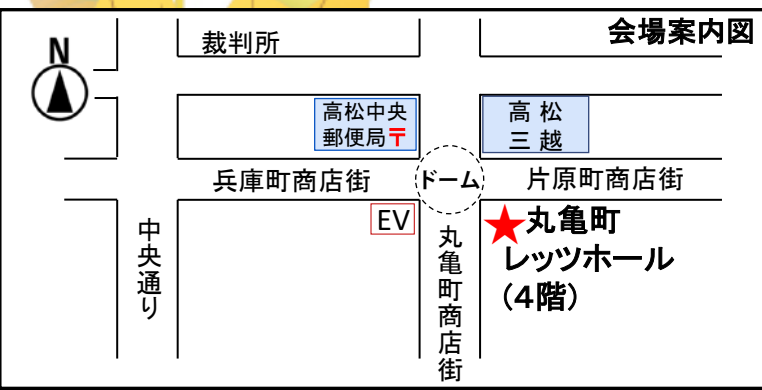 会場案内図
N
裁判所
高松中央
郵便局〒
高松
三越
兵庫町商店街
ドーム
片原町商店街
中央通り
EV
丸亀町商店街
★丸亀町
レッツホール
(4階)